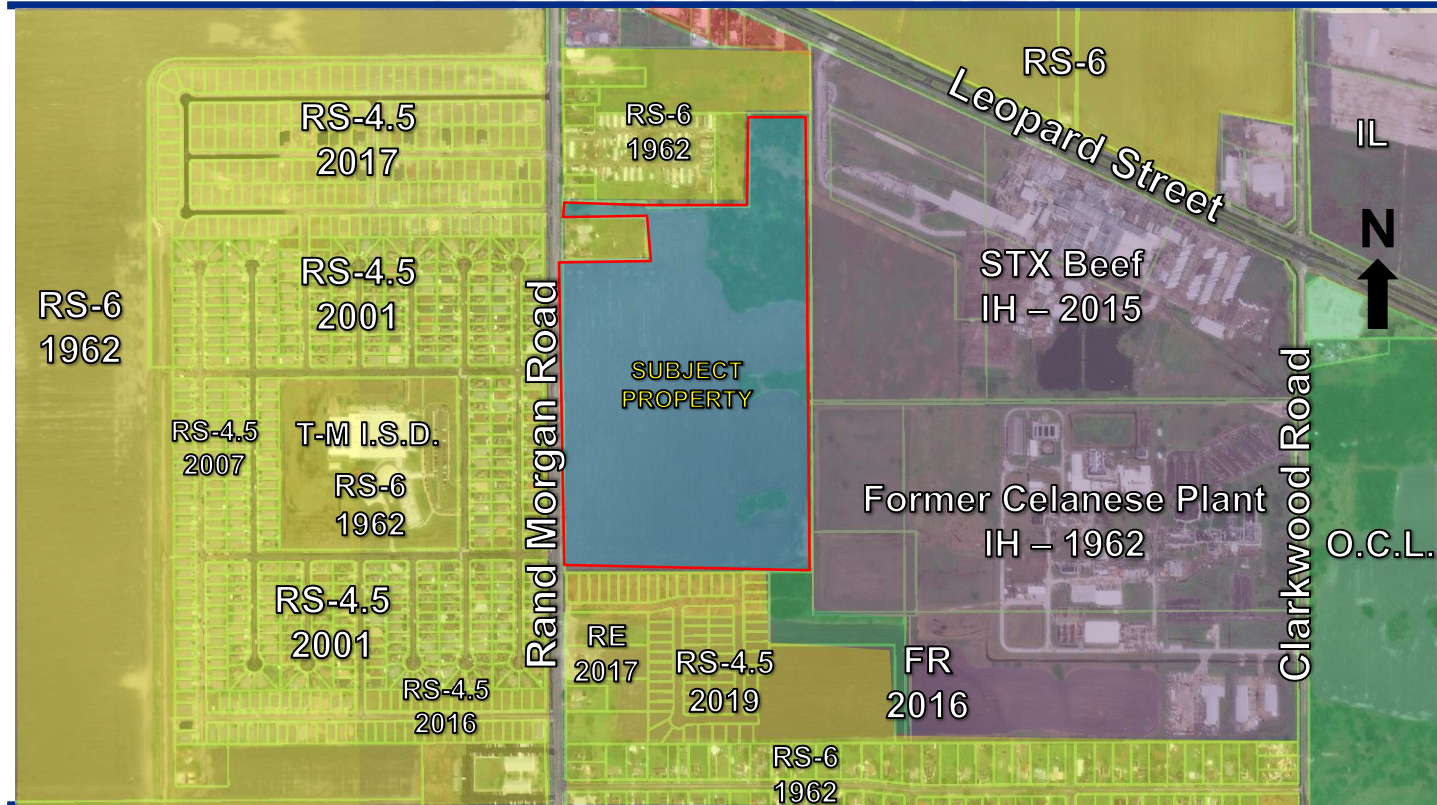 RS-6
Leopard Street
IL
RS-4.5
2017
RS-6
1962
N
RS-4.5
2001
STX Beef
IH – 2015
RS-6
1962
Rand Morgan Road
SUBJECT
PROPERTY
Clarkwood Road
RS-4.5
2007
T-M I.S.D.
RS-6
1962
Former Celanese Plant
IH – 1962
O.C.L.
RS-4.5
2001
RE
2017
RS-4.5
2019
FR
2016
RS-4.5
2016
RS-6
1962